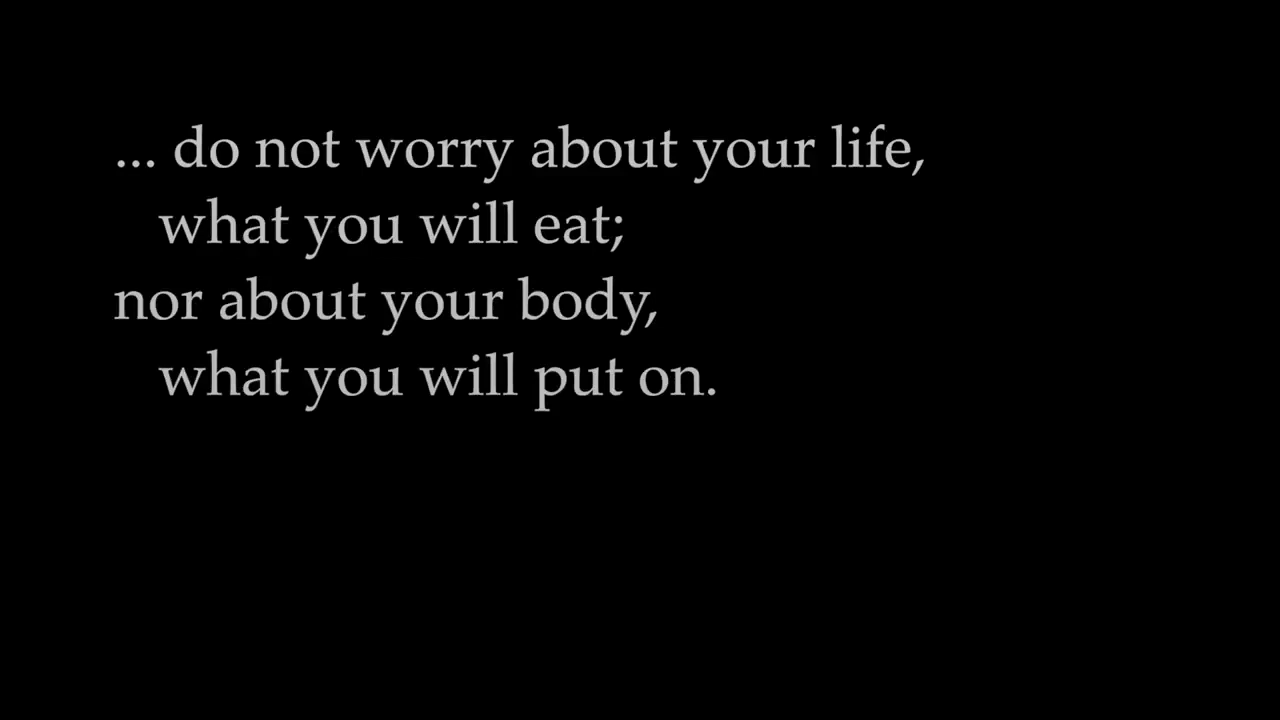 ... do not worry about your life,
what you will eat;
nor about your body,
what you will put on.